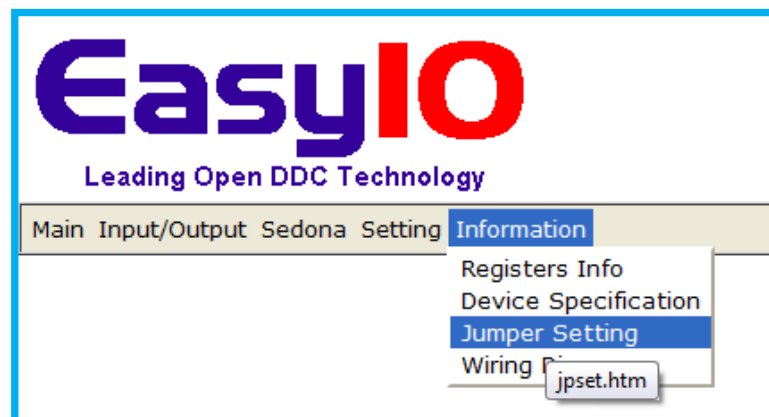 EasyIO
Leading Open DDC Technology
Main Input/Output Sedona Setting Information
Registers Info
Device Specification
Jumper Setting
Wiring
jpset.htm